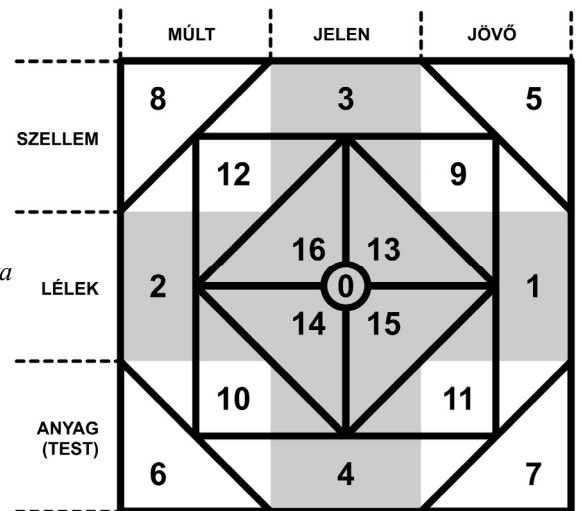 MÚLT JELEN JÖVŐ
8 3 5
SZELLEM
12 9
16 13
LÉLEK 2 0 1
14 15
10 11
ANYAG
(TEST)
6 4 7